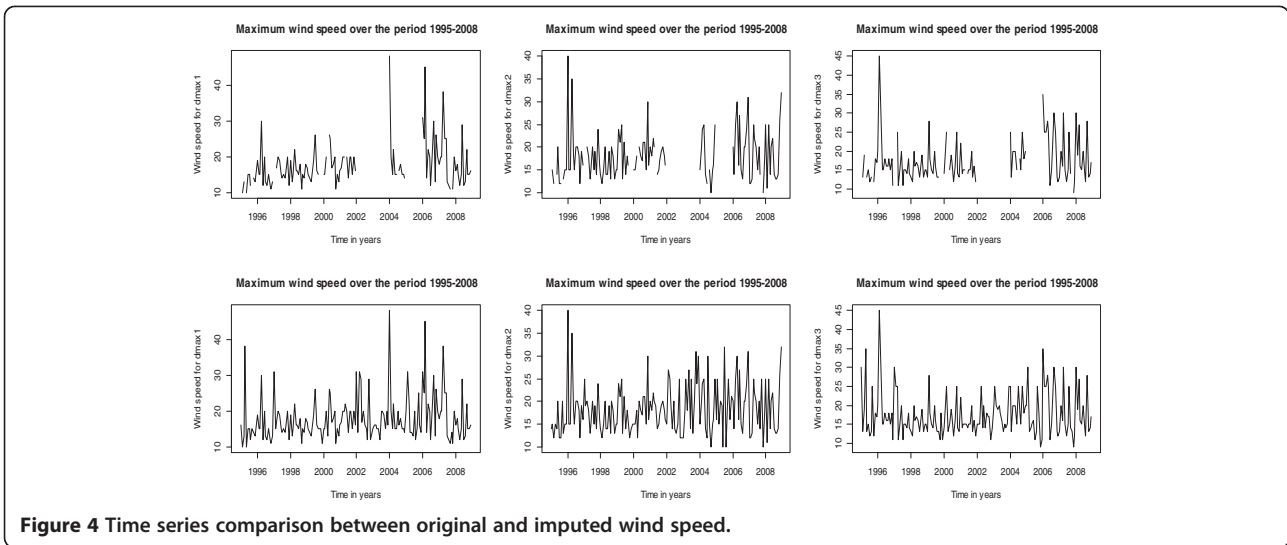 Maximum wind speed over the period 1995-2008
Maximum wind speed over the period 1995-2008
Maximum wind speed over the period 1995-2008
Wind speed for dmax1
10 20 30 40
1996 1998 2000 2002 2004 2006 2008
Time in years
Wind speed for dmax2
10 15 20 25 30 35 40
1996 1998 2000 2002 2004 2006 2008
Time in years
Wind speed for dmax3
10 15 20 25 30 35 40 45
1996 1998 2000 2002 2004 2006 2008
Time in years
Maximum wind speed over the period 1995-2008
Maximum wind speed over the period 1995-2008
Maximum wind speed over the period 1995-2008
Wind speed for dmax1
10 20 30 40
1996 1998 2000 2002 2004 2006 2008
Time in years
Wind speed for dmax2
10 15 20 25 30 35 40
1996 1998 2000 2002 2004 2006 2008
Time in years
Wind speed for dmax3
10 15 20 25 30 35 40 45
1996 1998 2000 2002 2004 2006 2008
Time in years
Figure 4 Time series comparison between original and imputed wind speed.